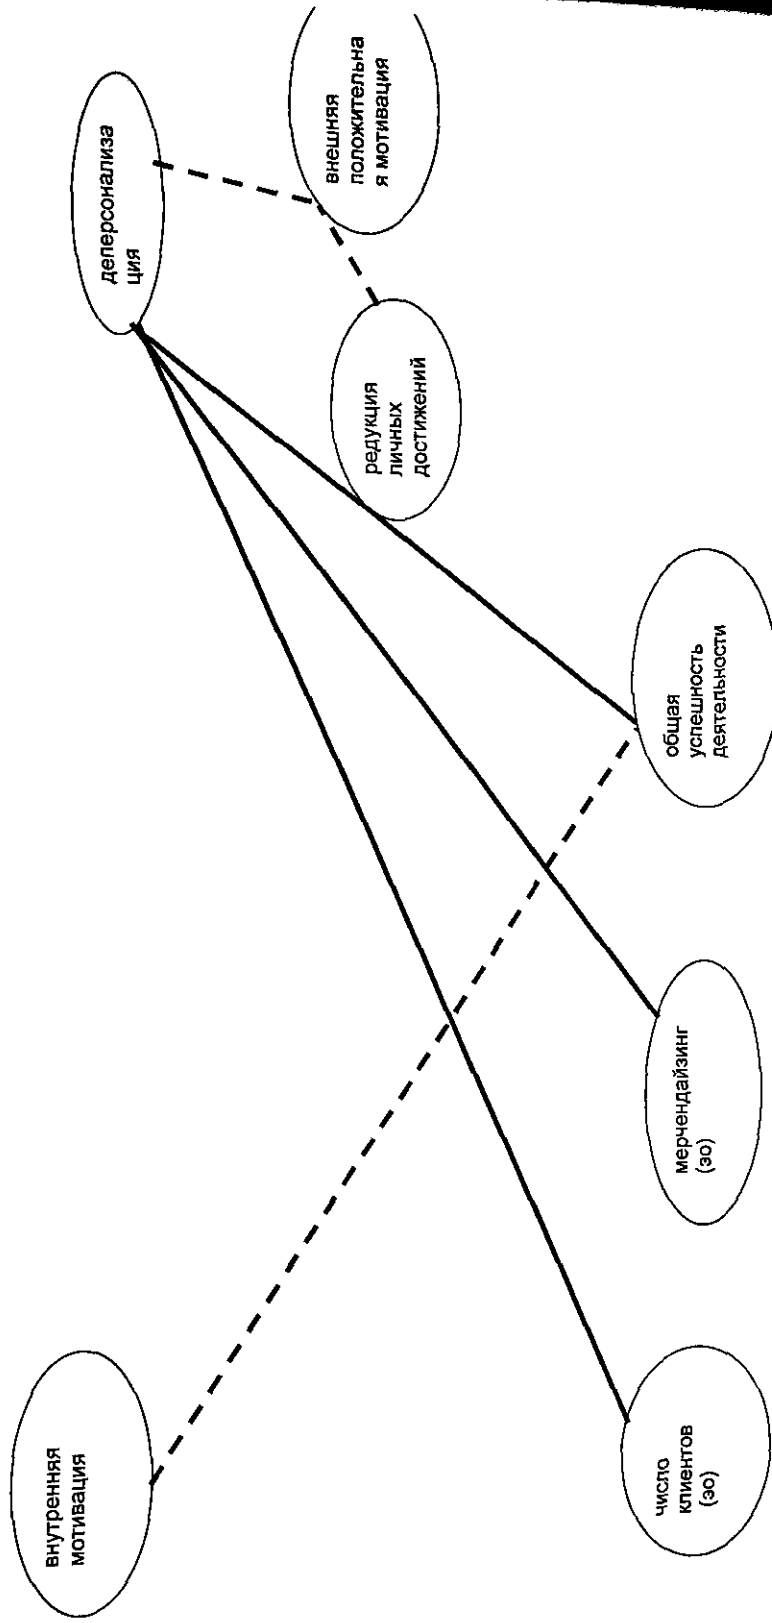 внутренняя
мотивация
деперсонализа
ция
внешняя
положительна
я мотивация
редукция
личных
достижений
число
клиентов
(эо)
мерчендайзинг
(эо)
общая
успешность
деятельности